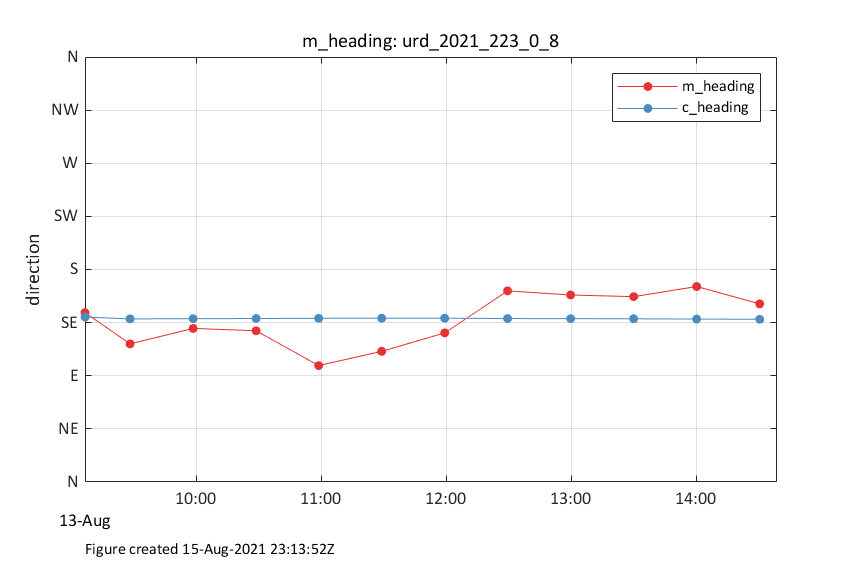 m_heading: urd_2021_223_0_8
m_heading
c_heading
direction
N
NW
W
SW
S
SE
E
NE
N
10:00 11:00 12:00 13:00 14:00
13-Aug
Figure created 15-Aug-2021 23:13:52Z